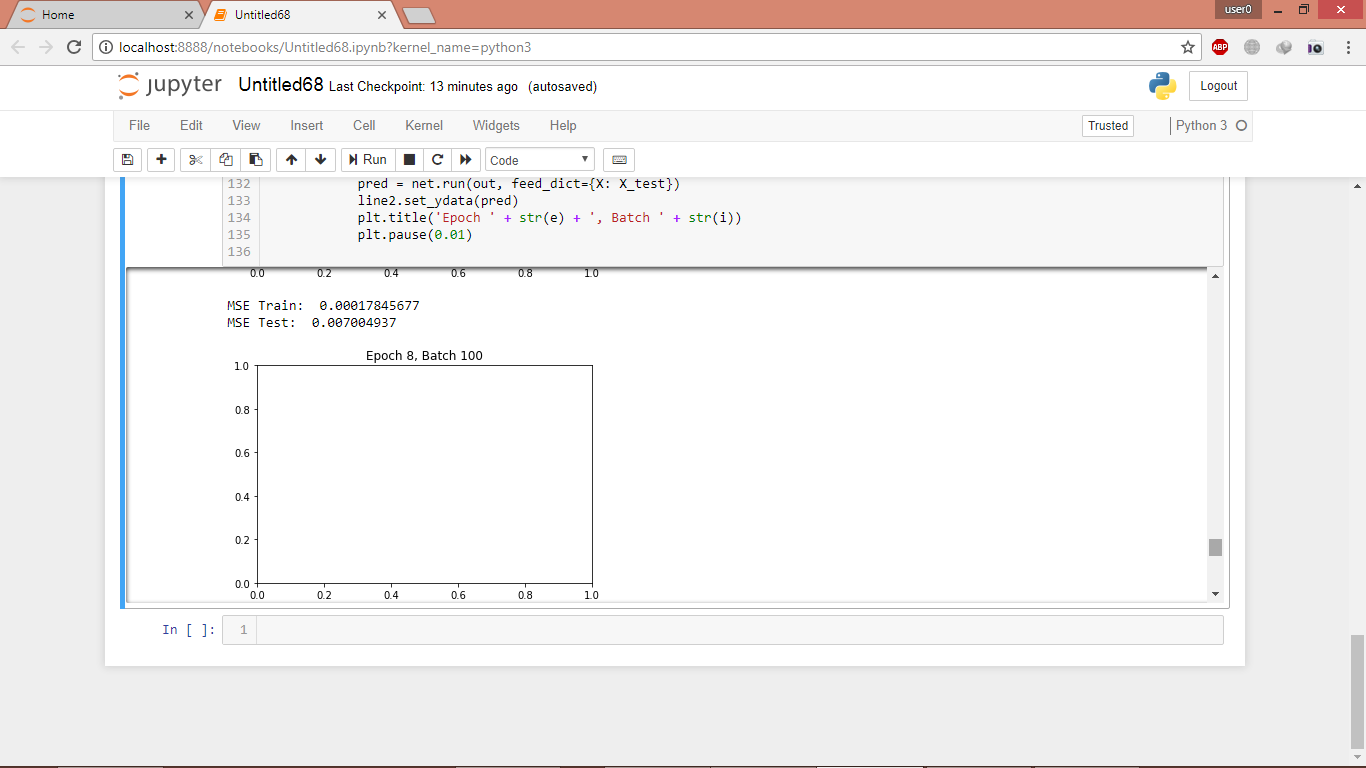 Home
Untitled68
user0
localhost:8888/notebooks/Untitled68.ipynb?kernel_name=python3
ABP
jupyter Untitled68 Last Checkpoint: 13 minutes ago (autosaved)
Logout
File Edit View Insert Cell Kernel Widgets Help
Trusted Python 3
Run Code
132 pred = net.run(out, feed_dict={X: X_test})
133 line2.set_ydata(pred)
134 plt.title('Epoch ' + str(e) + ', Batch ' + str(i))
135 plt.pause(0.01)
136
0.0 0.2 0.4 0.6 0.8 1.0
MSE Train:  0.00017845677
MSE Test:  0.007004937
Epoch 8, Batch 100
1.0
0.8
0.6
0.4
0.2
0.0
0.0 0.2 0.4 0.6 0.8 1.0
In [ ]: 1